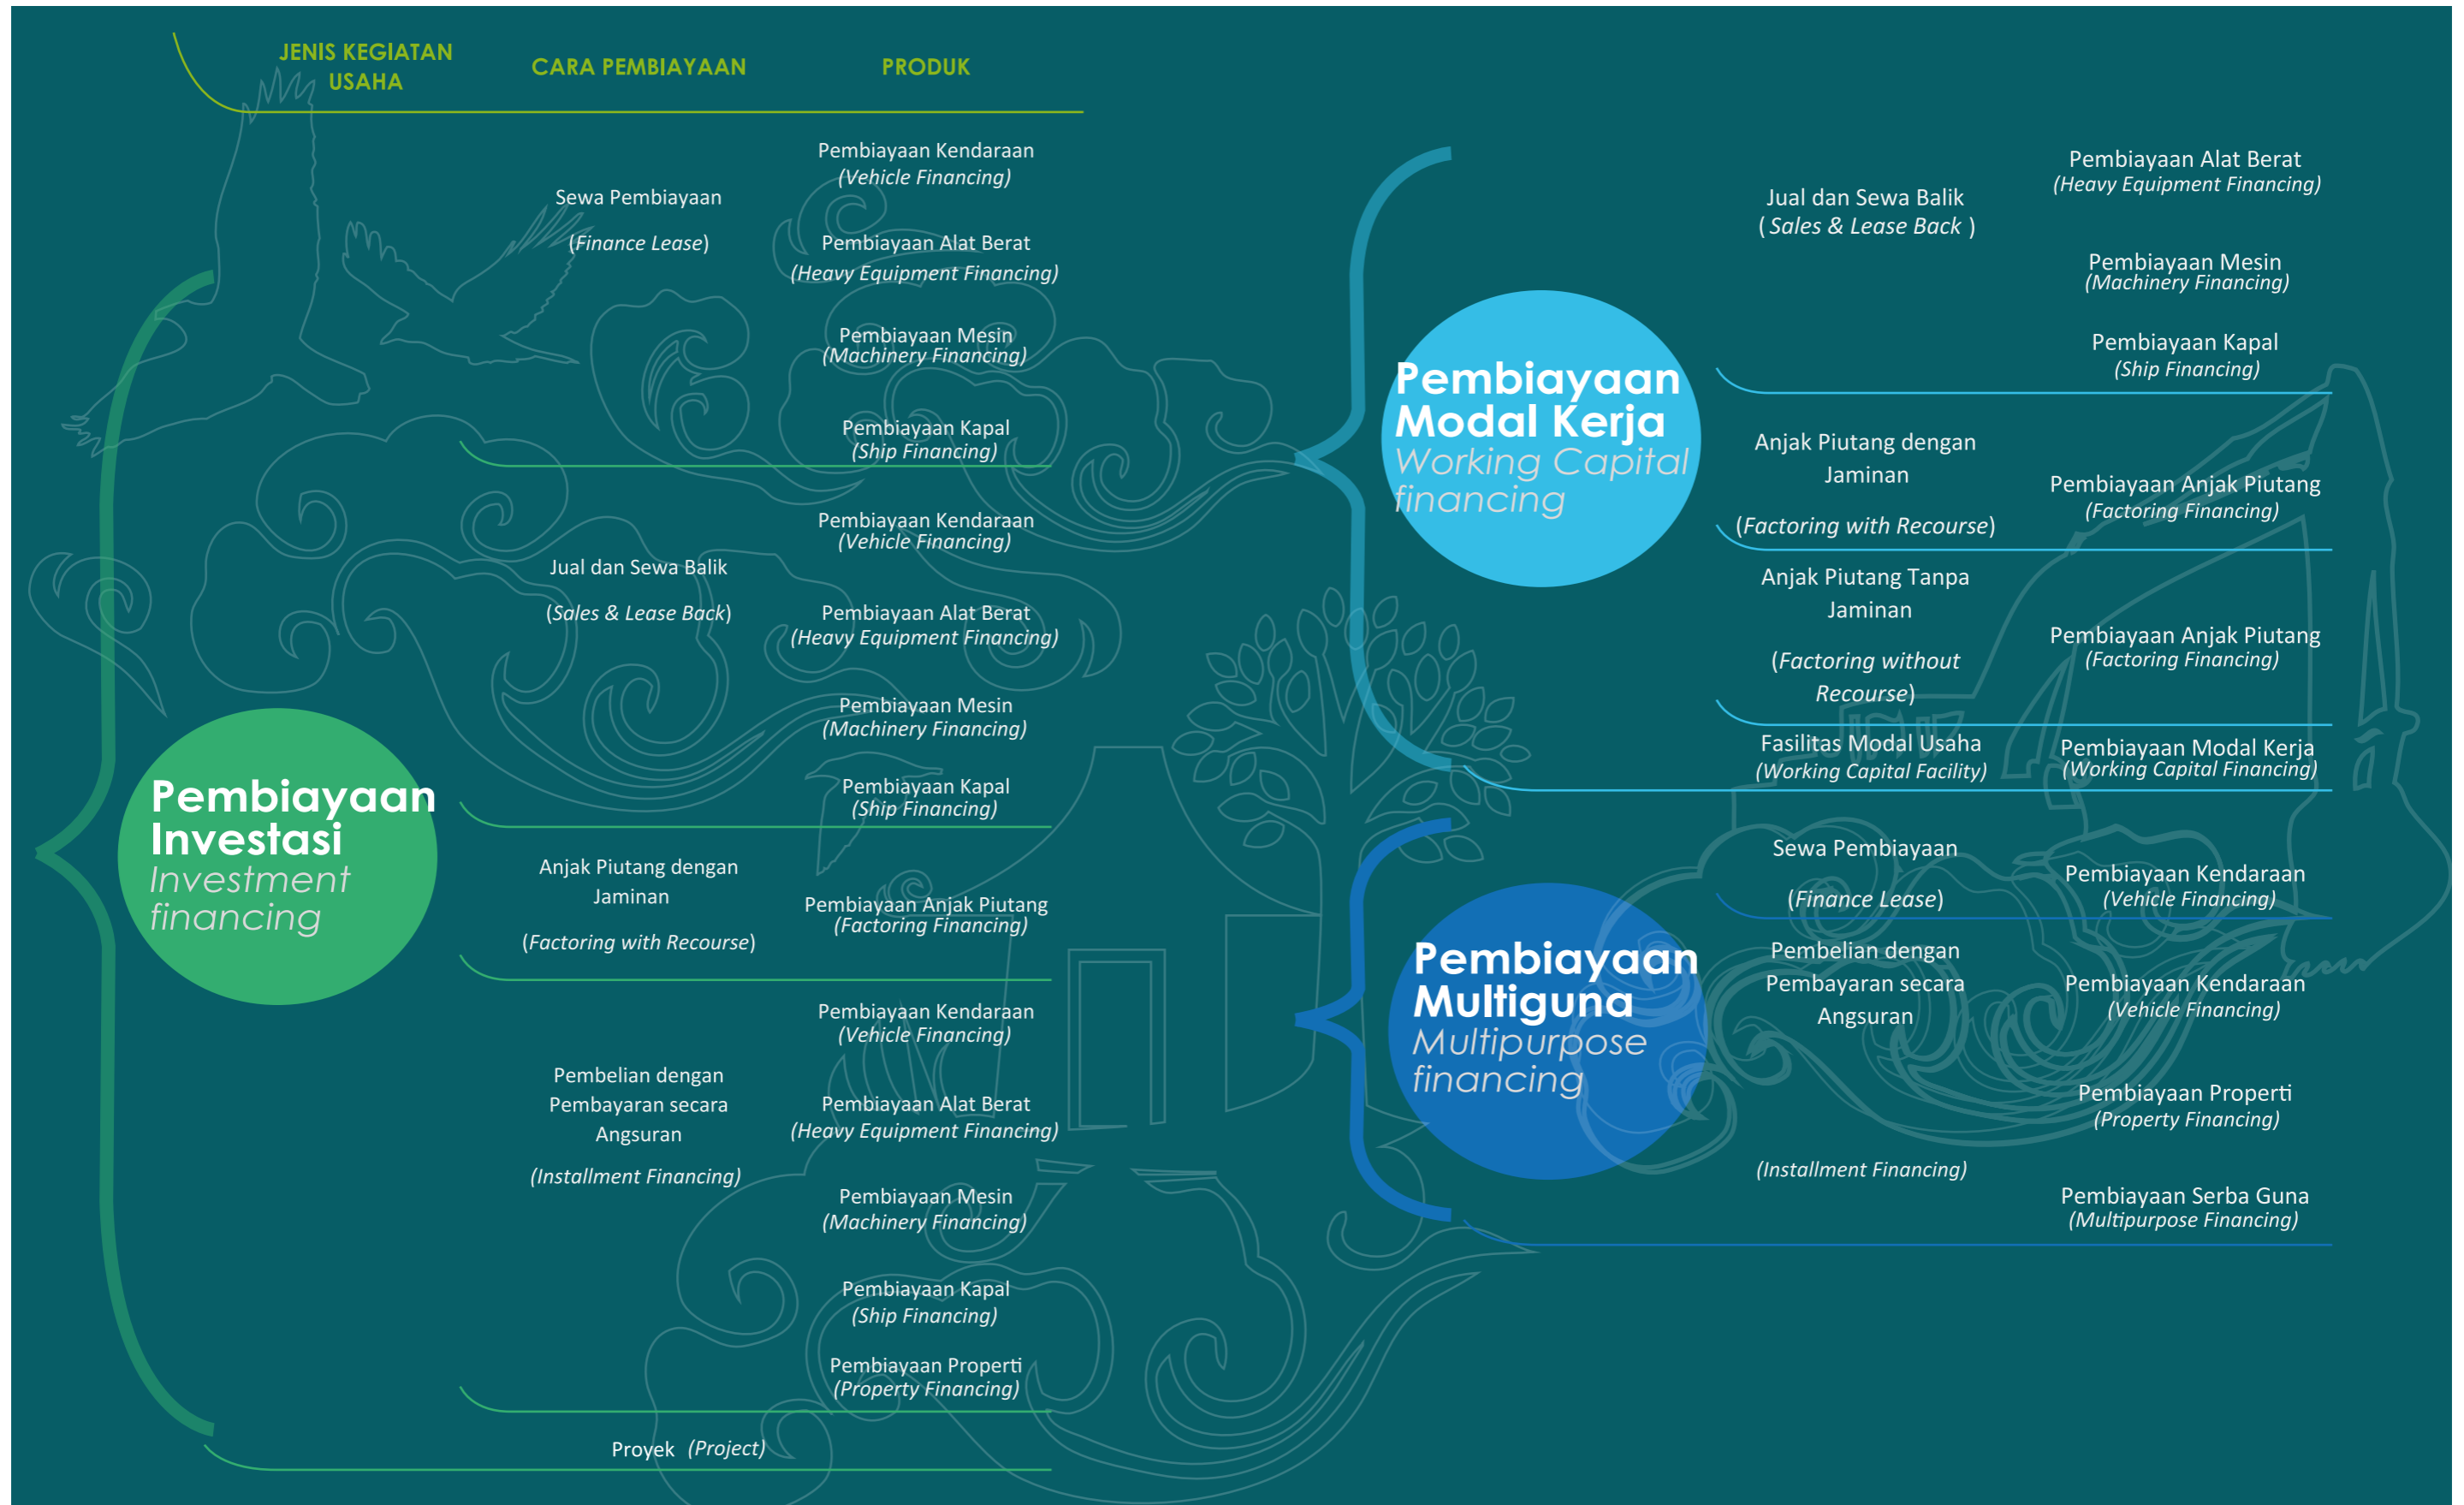 JENIS KEGIATAN
USAHA
CARA PEMBIAYAAN
PRODUK
Pembiayaan
Investasi
Investment
financing
Sewa Pembiayaan
(Finance Lease)
Pembiayaan Kendaraan
(Vehicle Financing)
Pembiayaan Alat Berat
(Heavy Equipment Financing)
Pembiayaan Mesin
(Machinery Financing)
Pembiayaan Kapal
(Ship Financing)
Jual dan Sewa Balik
(Sales & Lease Back)
Pembiayaan Kendaraan
(Vehicle Financing)
Pembiayaan Alat Berat
(Heavy Equipment Financing)
Pembiayaan Mesin
(Machinery Financing)
Pembiayaan Kapal
(Ship Financing)
Anjak Piutang dengan
Jaminan
(Factoring with Recourse)
Pembiayaan Anjak Piutang
(Factoring Financing)
Pembelian dengan
Pembayaran secara
Angsuran
(Installment Financing)
Pembiayaan Kendaraan
(Vehicle Financing)
Pembiayaan Alat Berat
(Heavy Equipment Financing)
Pembiayaan Mesin
(Machinery Financing)
Pembiayaan Kapal
(Ship Financing)
Pembiayaan Properti
(Property Financing)
Proyek (Project)
Pembiayaan
Modal Kerja
Working Capital
financing
Jual dan Sewa Balik
( Sales & Lease Back )
Pembiayaan Alat Berat
(Heavy Equipment Financing)
Pembiayaan Mesin
(Machinery Financing)
Pembiayaan Kapal
(Ship Financing)
Anjak Piutang dengan
Jaminan
(Factoring with Recourse)
Pembiayaan Anjak Piutang
(Factoring Financing)
Anjak Piutang Tanpa
Jaminan
(Factoring without
Recourse)
Pembiayaan Anjak Piutang
(Factoring Financing)
Fasilitas Modal Usaha
(Working Capital Facility)
Pembiayaan Modal Kerja
(Working Capital Financing)
Pembiayaan
Multiguna
Multipurpose
financing
Sewa Pembiayaan
(Finance Lease)
Pembiayaan Kendaraan
(Vehicle Financing)
Pembelian dengan
Pembayaran secara
Angsuran
(Installment Financing)
Pembiayaan Kendaraan
(Vehicle Financing)
Pembiayaan Properti
(Property Financing)
Pembiayaan Serba Guna
(Multipurpose Financing)